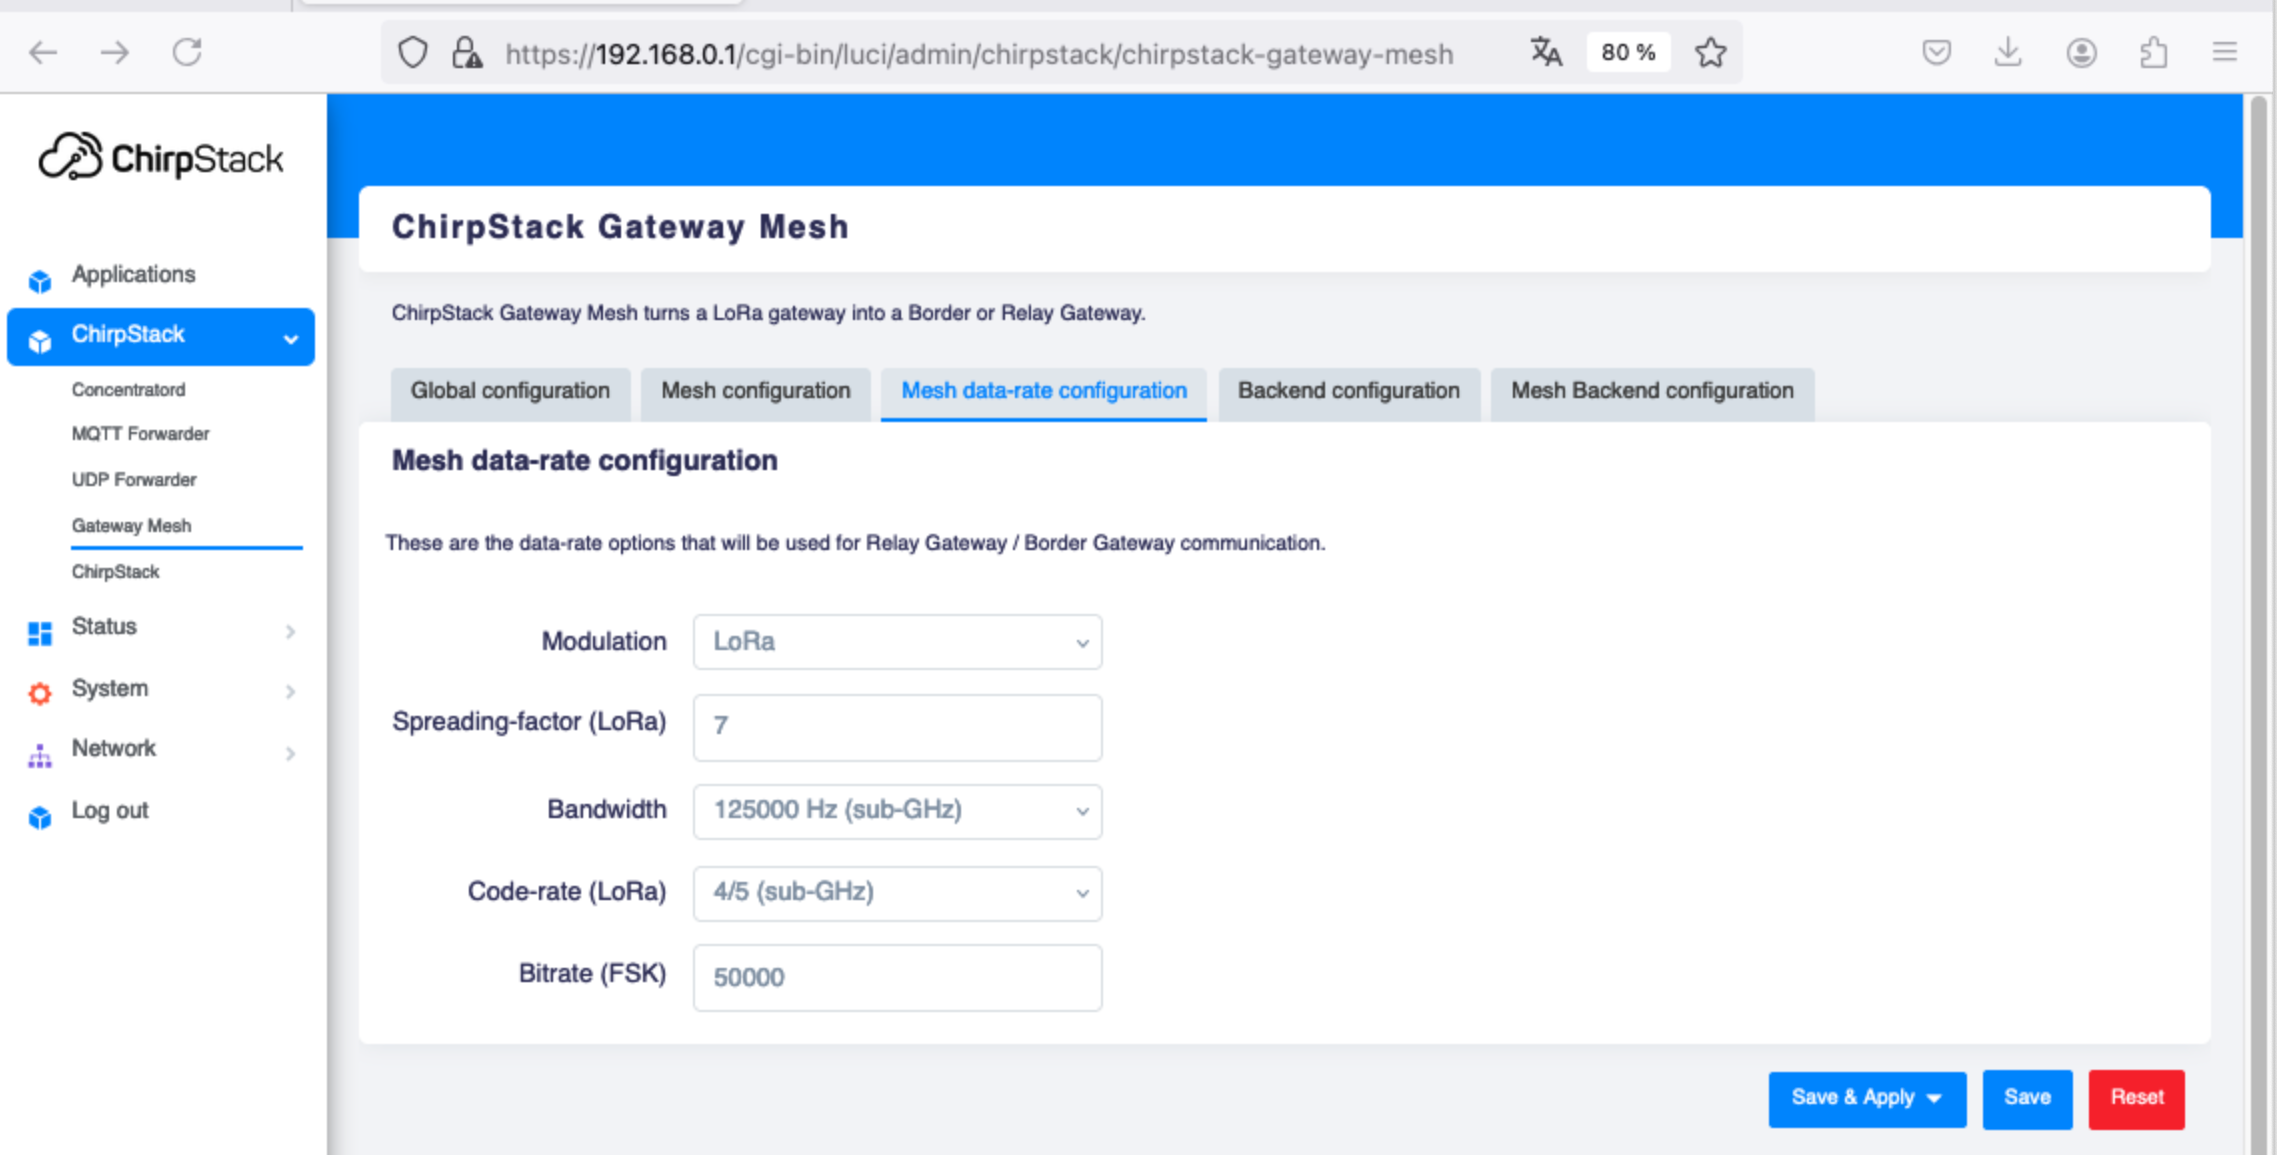 https://192.168.0.1/cgi-bin/luci/admin/chirpstack/chirpstack-gateway-mesh
80 %
ChirpStack
Applications
ChirpStack
Concentratord
MQTT Forwarder
UDP Forwarder
Gateway Mesh
ChirpStack
Status
System
Network
Log out
ChirpStack Gateway Mesh
ChirpStack Gateway Mesh turns a LoRa gateway into a Border or Relay Gateway.
Global configuration
Mesh configuration
Mesh data-rate configuration
Backend configuration
Mesh Backend configuration
Mesh data-rate configuration
These are the data-rate options that will be used for Relay Gateway / Border Gateway communication.
Modulation
LoRa
Spreading-factor (LoRa)
7
Bandwidth
125000 Hz (sub-GHz)
Code-rate (LoRa)
4/5 (sub-GHz)
Bitrate (FSK)
50000
Save & Apply
Save
Reset